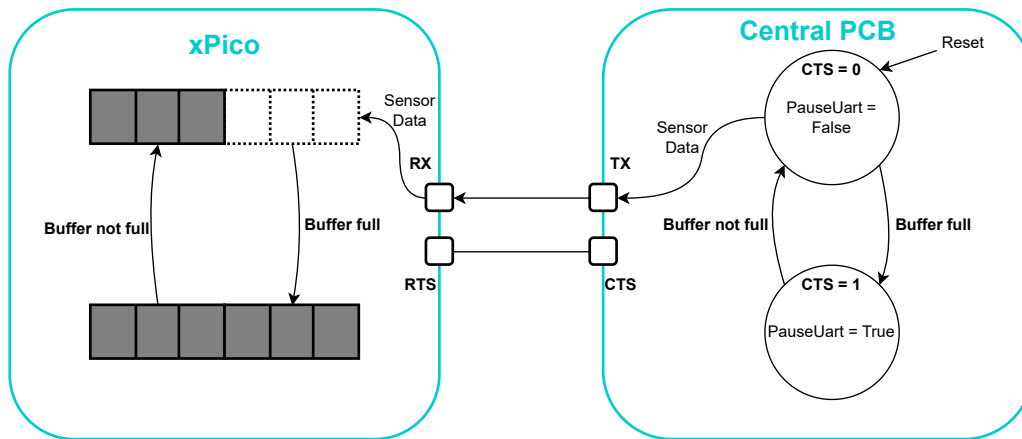 xPico
Sensor
Data
RX
Buffer not full
Buffer full
RTS
Central PCB
Reset
CTS = 0
PauseUart =
False
Sensor
Data
TX
Buffer not full
Buffer full
CTS
CTS = 1
PauseUart = True